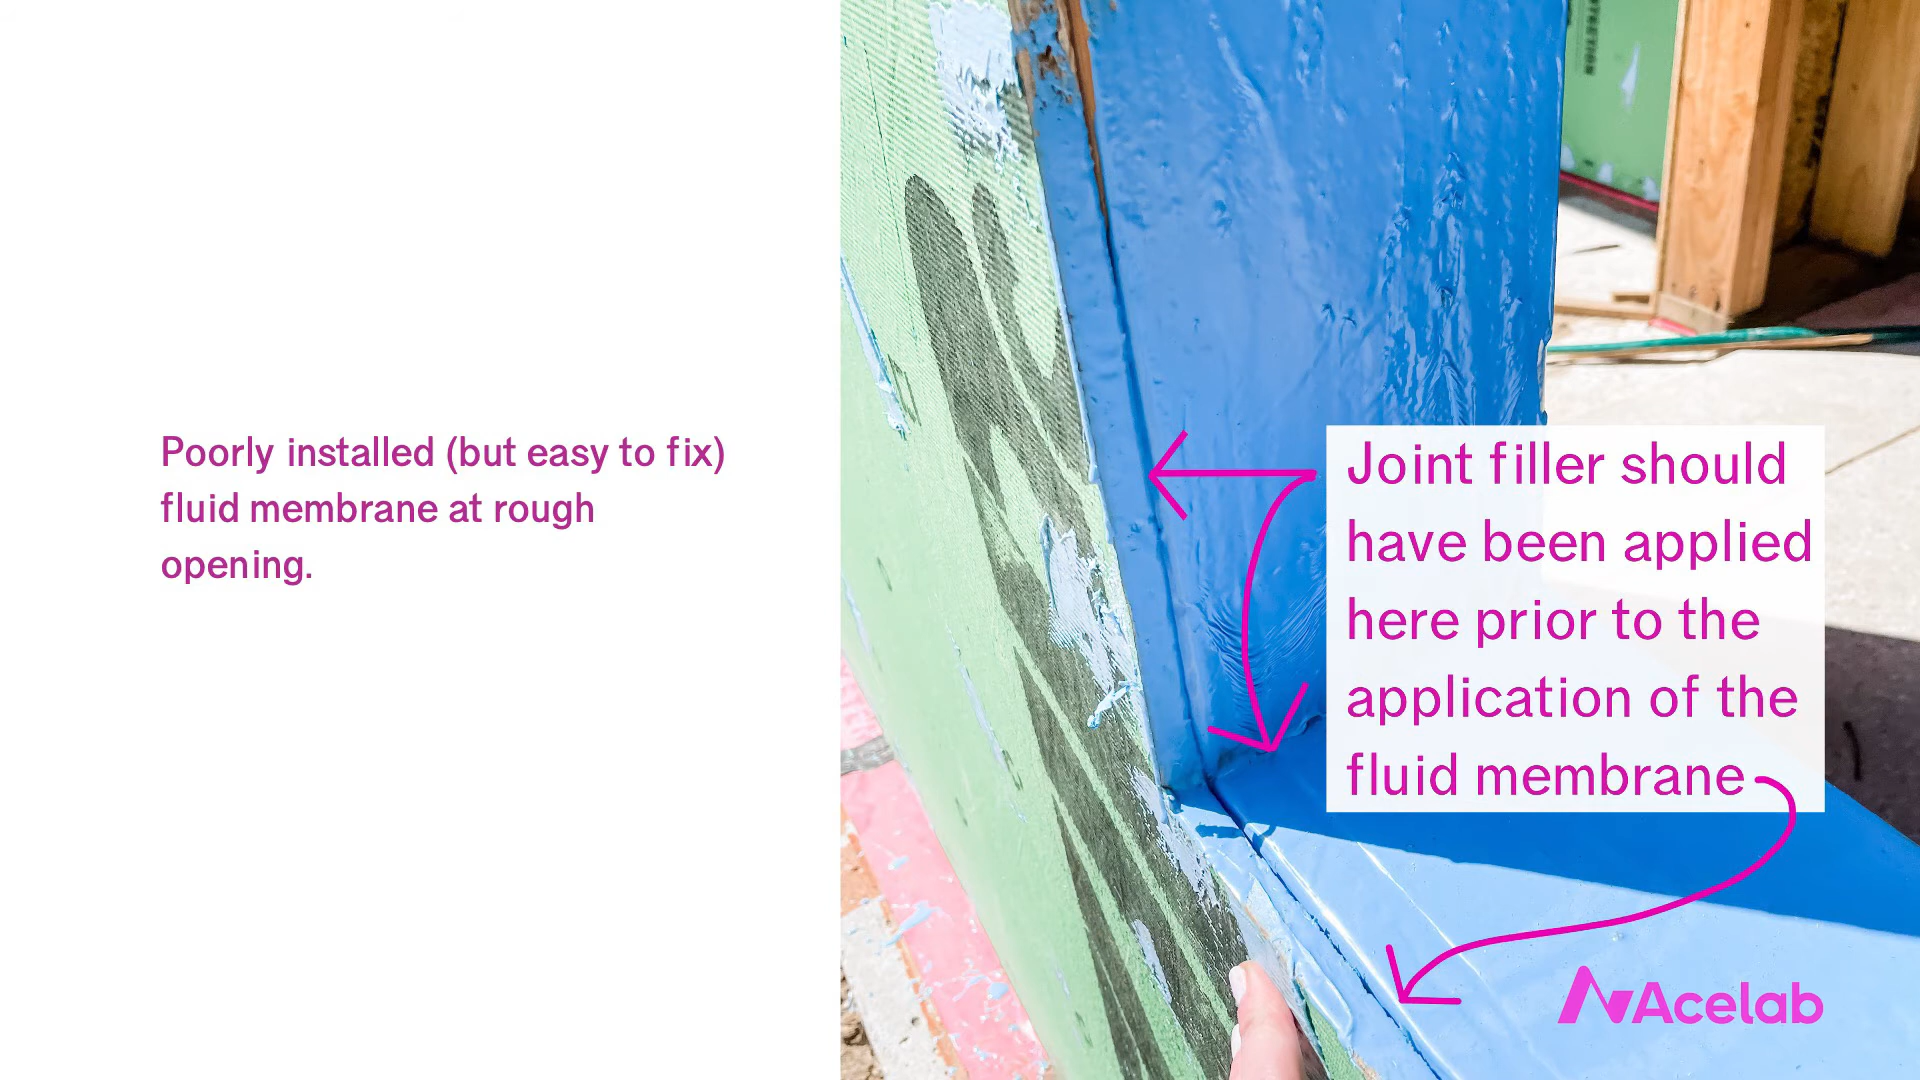 Poorly installed (but easy to fix)
fluid membrane at rough
opening.
Joint filler should
have been applied
here prior to the
application of the
fluid membrane
Acelab